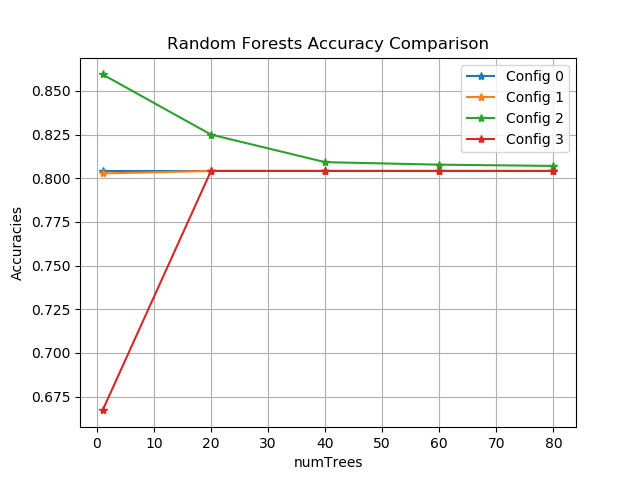 Random Forests Accuracy Comparison
Config 0
Config 1
Config 2
Config 3
Accuracies
0.850
0.825
0.800
0.775
0.750
0.725
0.700
0.675
0 10 20 30 40 50 60 70 80
numTrees